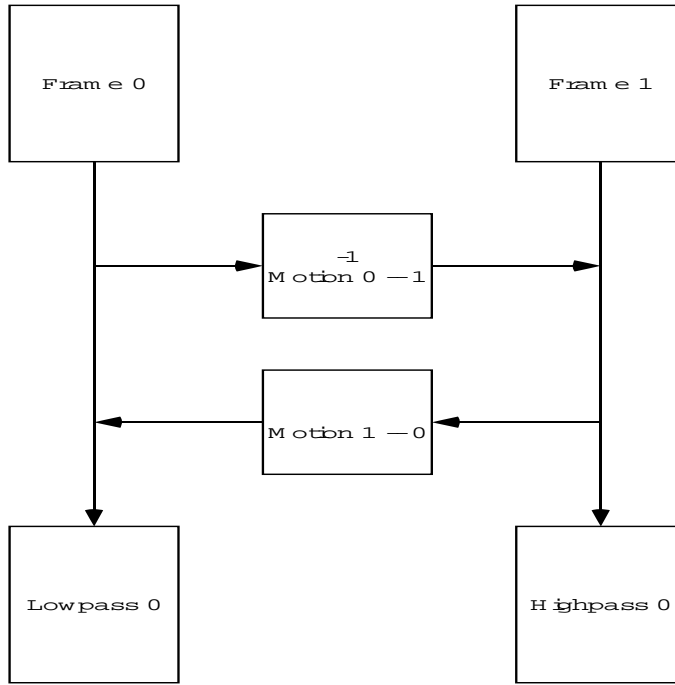 Frame 0
Frame 1
-1
Motion 0 — 1
Motion 1 — 0
Lowpass 0
Highpass 0